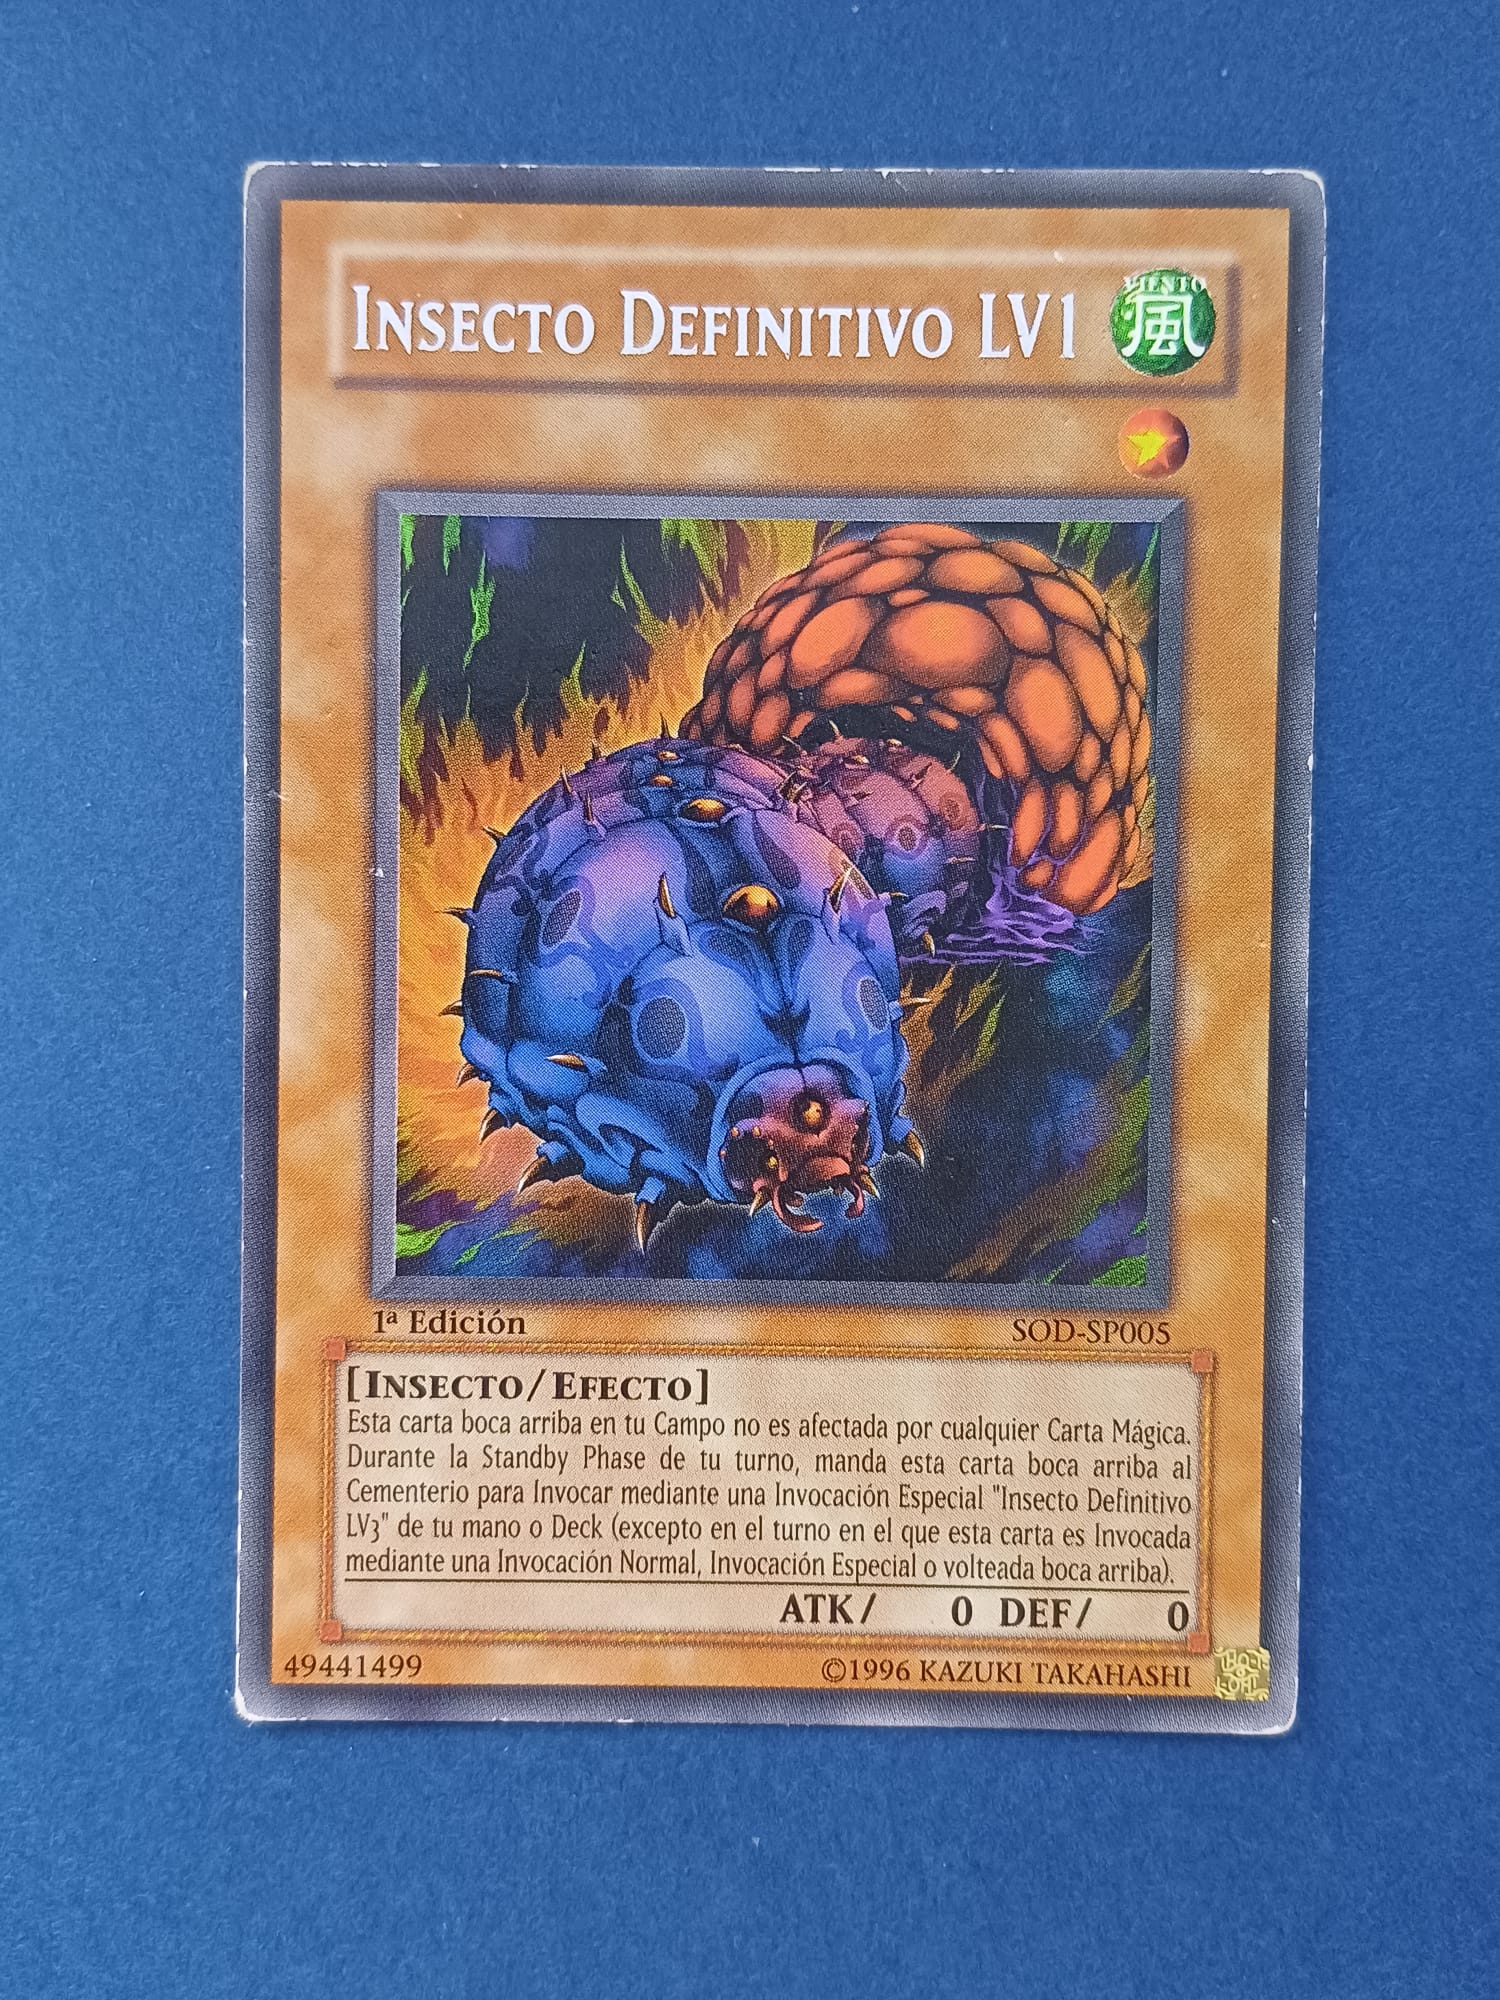 INSECTO DEFINITIVO LV1
VIENTO
風
1ª Edición
SOD-SP005
[INSECTO/EFECTO]
Esta carta boca arriba en tu Campo no es afectada por cualquier Carta Mágica.
Durante la Standby Phase de tu turno, manda esta carta boca arriba al
Cementerio para Invocar mediante una Invocación Especial "Insecto Definitivo
LV3" de tu mano o Deck (excepto en el turno en el que esta carta es Invocada
mediante una Invocación Normal, Invocación Especial o volteada boca arriba).
ATK/ 0 DEF/ 0
49441499
©1996 KAZUKI TAKAHASHI